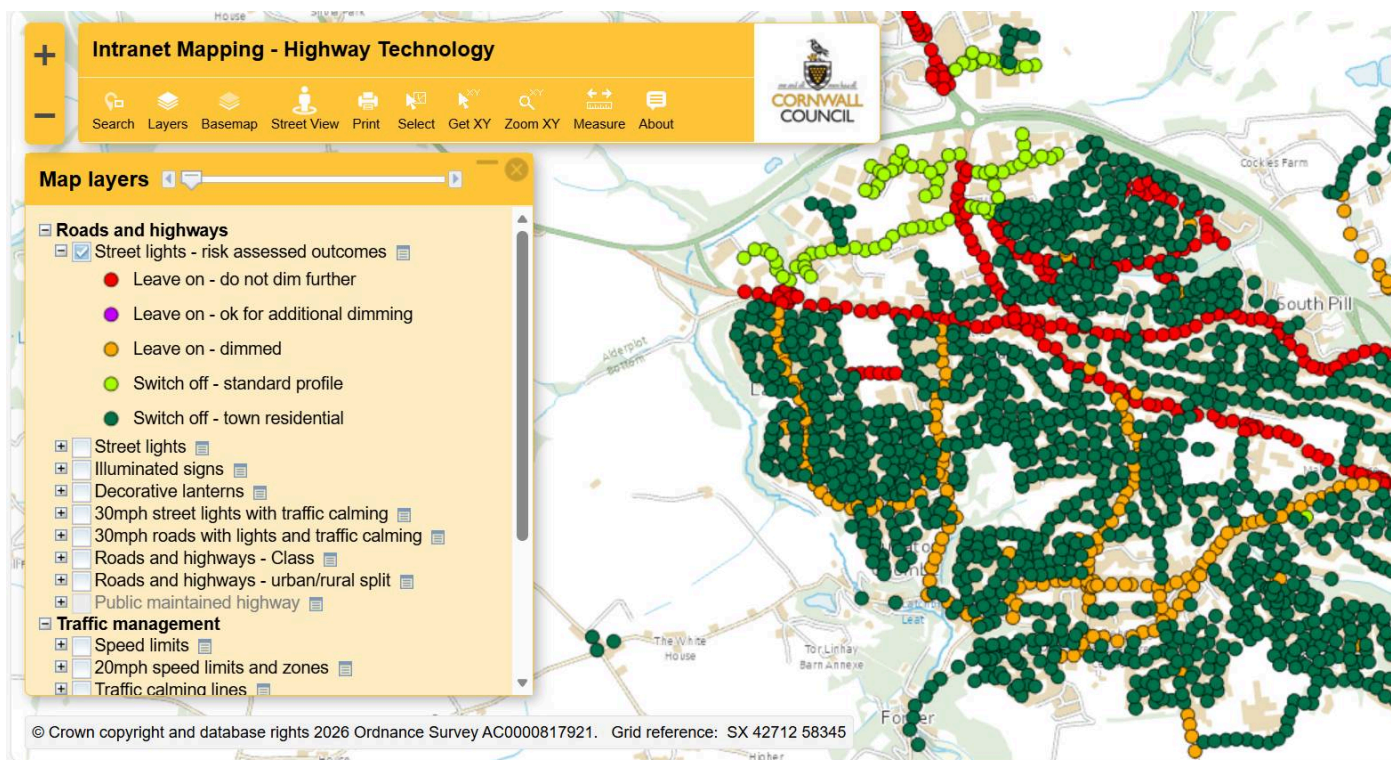 House
Intranet Mapping - Highway Technology
Search Layers Basemap Street View Print Select Get XY Zoom XY Measure About
CORNWALL
COUNCIL
Map layers
Roads and highways
Street lights - risk assessed outcomes
Leave on - do not dim further
Leave on - ok for additional dimming
Leave on - dimmed
Switch off - standard profile
Switch off - town residential
Street lights
Illuminated signs
Decorative lanterns
30mph street lights with traffic calming
30mph roads with lights and traffic calming
Roads and highways - Class
Roads and highways - urban/rural split
Public maintained highway
Traffic management
Speed limits
20mph speed limits and zones
Traffic calming lines
Cockles Farm
South Pill
Alderplot
Bottom
The White
House
Leat
Tor Linhay
Barn Annexe
© Crown copyright and database rights 2026 Ordnance Survey AC0000817921. Grid reference: SX 42712 58345
House
Higher